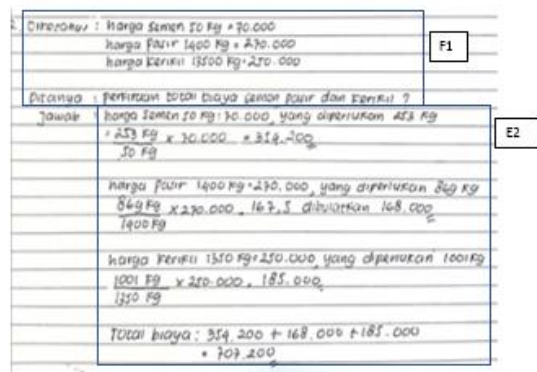 2. Diketahui : harga semen 50 kg = 70.000
harga pasir 1400 kg = 270.000
harga kerikil 13500 kg = 250.000
F1
Ditanya : perkiraan total biaya semen pasir dan kerikil ?
Jawab : harga semen 50 kg = 70.000, yang diperlukan 253 kg
E2
= 253 kg x 70.000 = 354.200
50 kg
harga pasir 1400 kg = 270.000, yang diperlukan 869 kg
869 kg x 270.000 = 167,5 dibulatkan 168.000
1400 kg
harga kerikil 1350 kg = 250.000, yang diperlukan 1001 kg
1001 kg x 250.000 = 185.000
1350 kg
Total biaya : 354.200 + 168.000 + 185.000
= 707.200